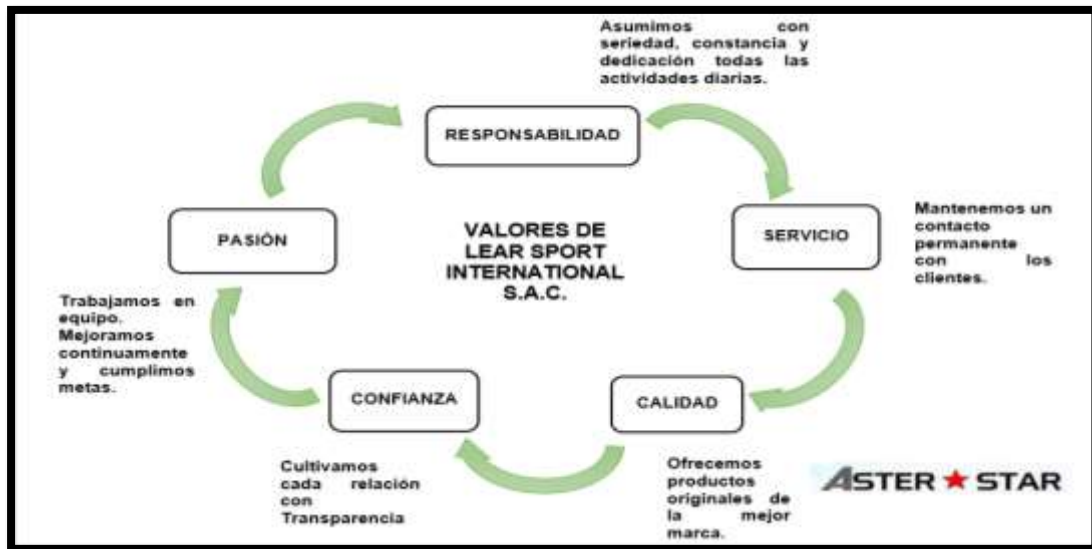 Asumimos con
seriedad, constancia y
dedicación todas las
actividades diarias.
RESPONSABILIDAD
PASIÓN
VALORES DE
LEAR SPORT
INTERNATIONAL
S.A.C.
SERVICIO
Mantenemos un
contacto
permanente
con los
clientes.
Trabajamos en
equipo.
Mejoramos
continuamente
y cumplimos
metas.
CONFIANZA
CALIDAD
Cultivamos
cada relación
con
Transparencia
Ofrecemos
productos
originales de
la mejor
marca.
ASTER STAR